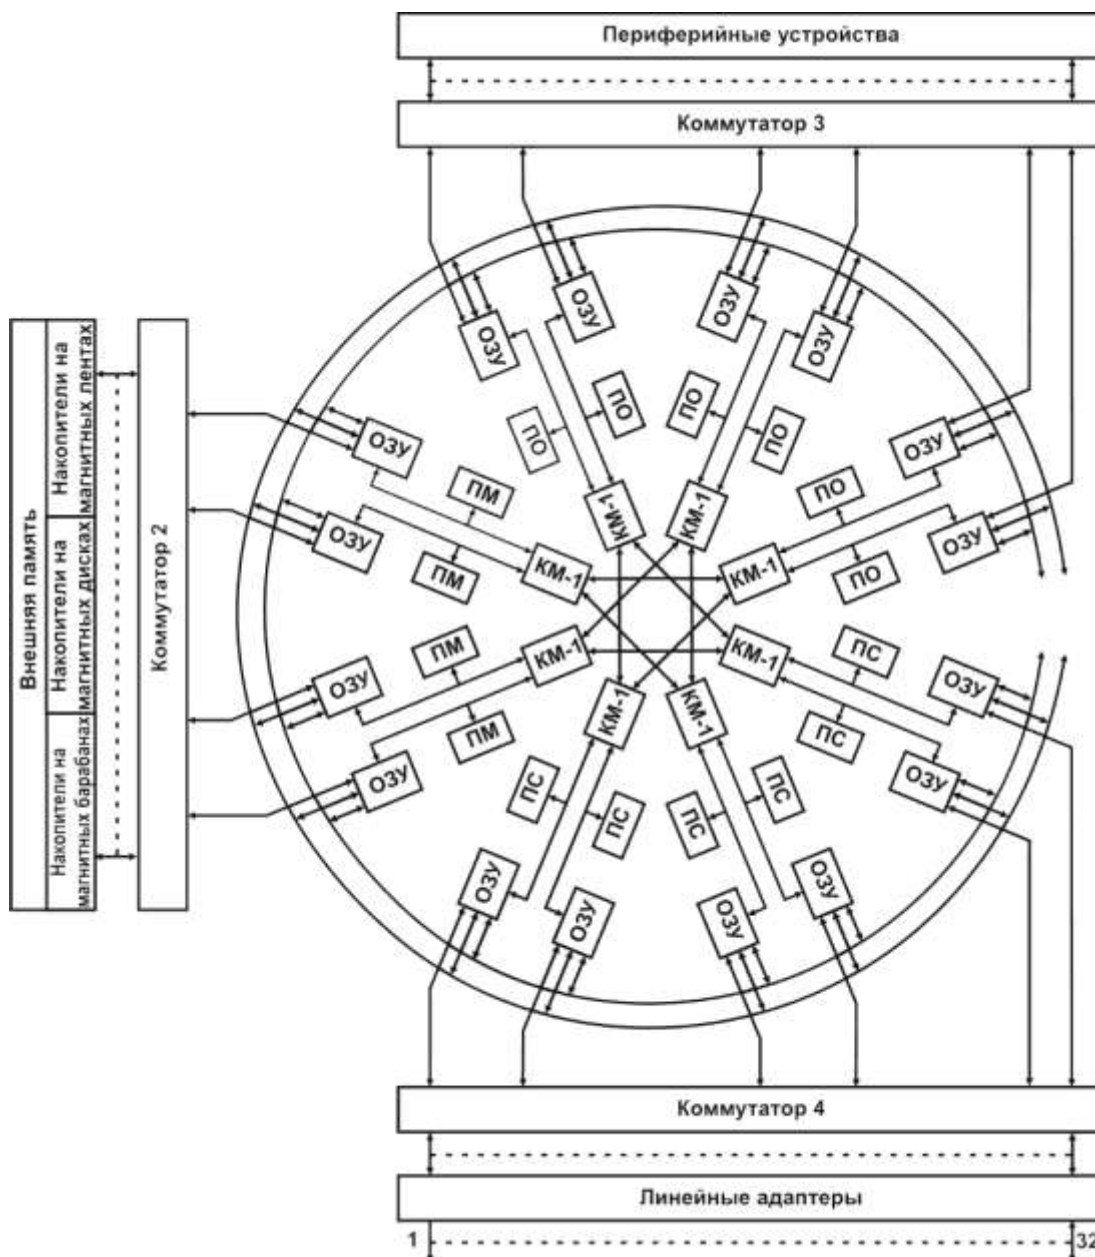 Периферийные устройства
Коммутатор 3
ОЗУ
ОЗУ
ОЗУ
ОЗУ
ПО
ПО
ПО
ПО
ОЗУ
ОЗУ
ПМ
ПО
КМ-1
КМ-1
ОЗУ
ОЗУ
ПМ
КМ-1
КМ-1
ПО
Внешняя память
Накопители на
магнитных лентах
Накопители на
магнитных дисках
Накопители на
магнитных барабанах
Коммутатор 2
ПМ
КМ-1
КМ-1
ПС
ОЗУ
ОЗУ
ПМ
КМ-1
КМ-1
ПС
ОЗУ
ОЗУ
ПС
ПС
ПС
ПС
ОЗУ
ОЗУ
ОЗУ
ОЗУ
Коммутатор 4
Линейные адаптеры
1
32